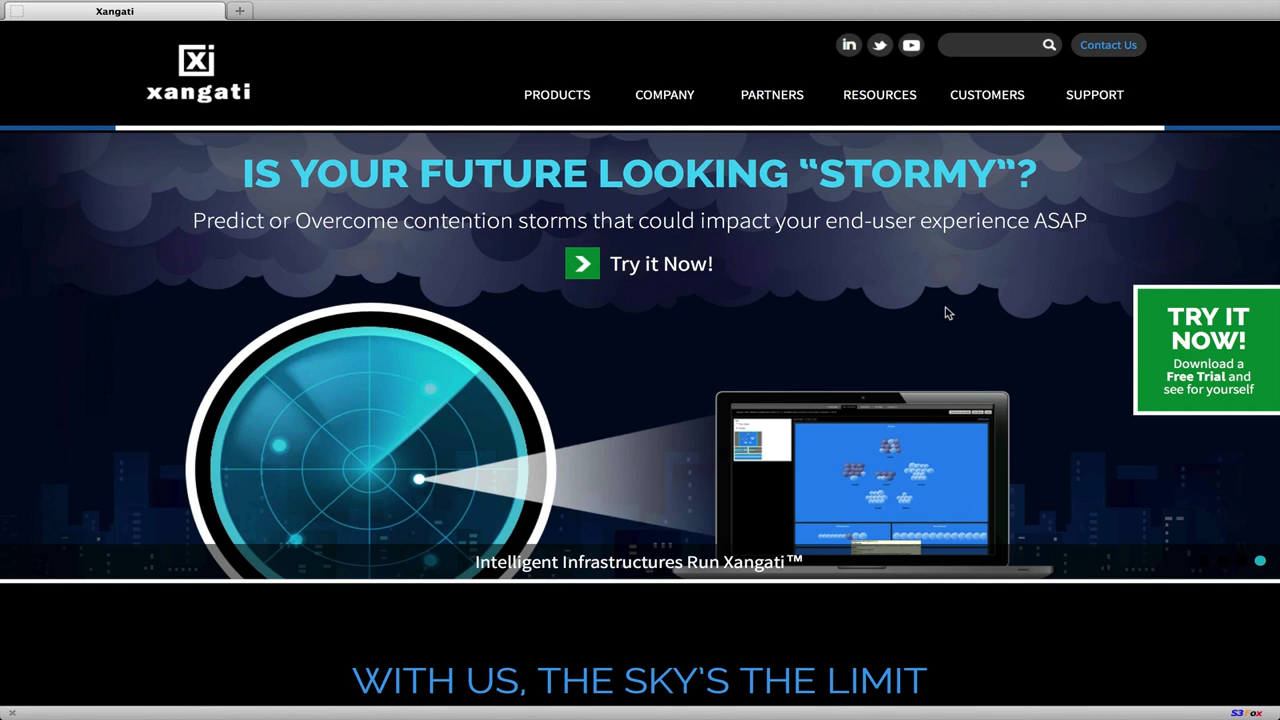 Xangati
Contact Us
Xi
xangati
PRODUCTS
COMPANY
PARTNERS
RESOURCES
CUSTOMERS
SUPPORT
IS YOUR FUTURE LOOKING “STORMY”?
Predict or Overcome contention storms that could impact your end-user experience ASAP
Try it Now!
TRY IT
NOW!
Download a
Free Trial and
see for yourself
Intelligent Infrastructures Run Xangati™
WITH US, THE SKY'S THE LIMIT
S3Fox